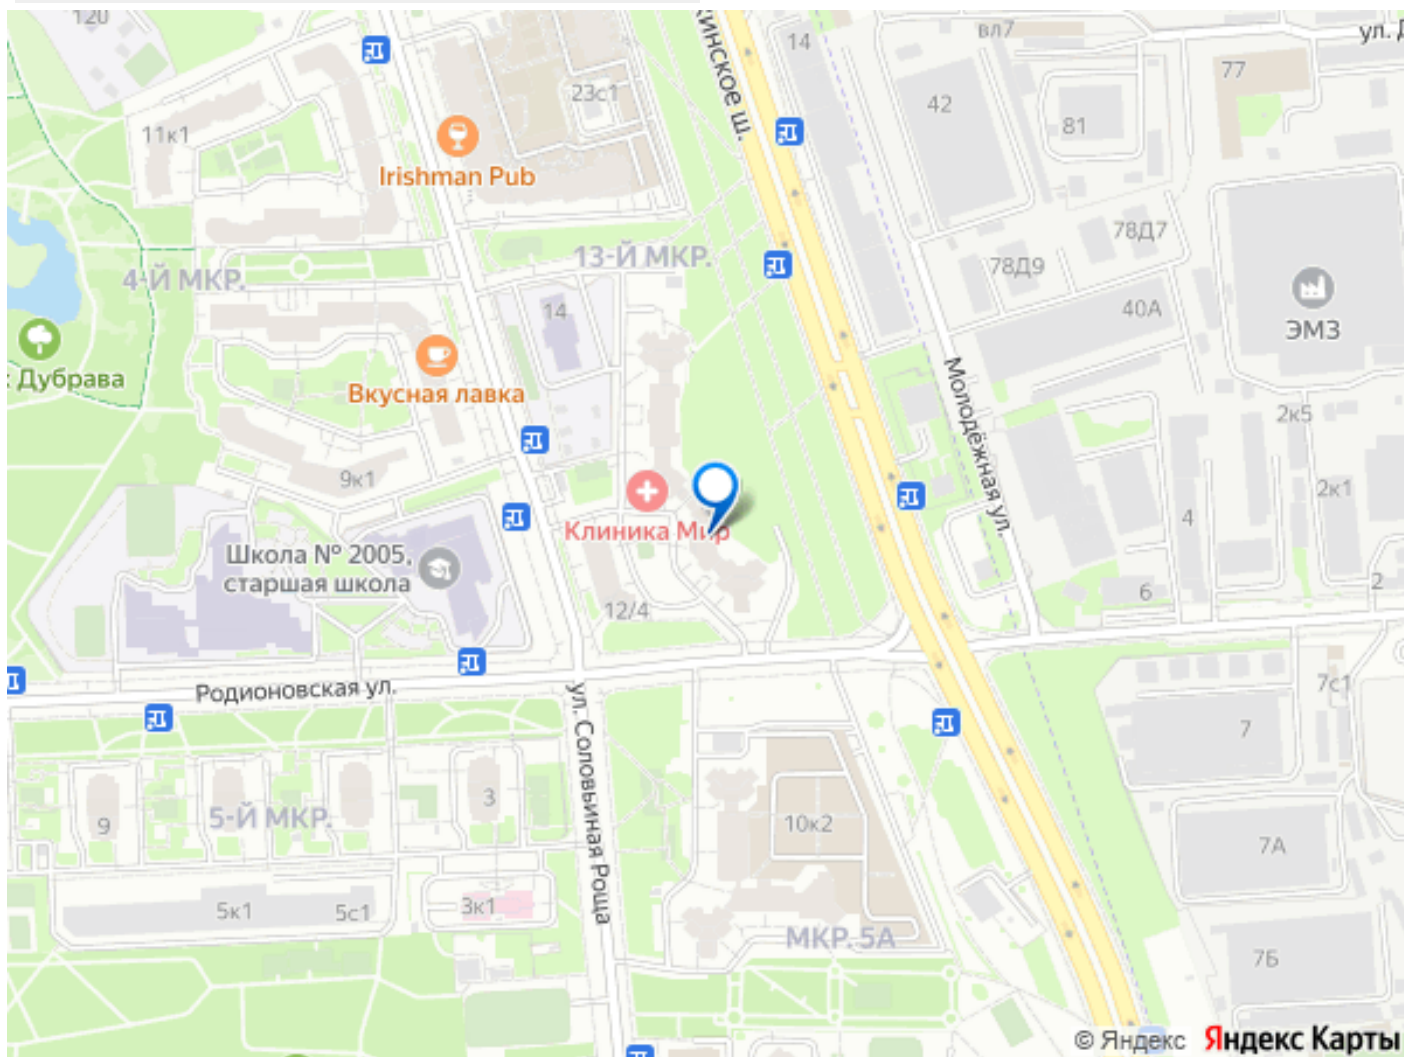 120
14
вл7
ул. Д
77
42
23с1
кинское ш.
81
11к1
Irishman Pub
78Д7
13-Й МКР.
78Д9
4-Й МКР.
14
40А
ЭМЗ
к Дубрава
Вкусная лавка
Молодёжная ул.
2к5
9к1
2к1
4
Клиника Мир
Школа № 2005,
старшая школа
12/4
6
2
Родионовская ул.
7с1
ул. Соловьиная Роща
7
3
9
5-Й МКР.
10к2
7А
5к1
5с1
3к1
МКР. 5А
7Б
© Яндекс Яндекс Карты